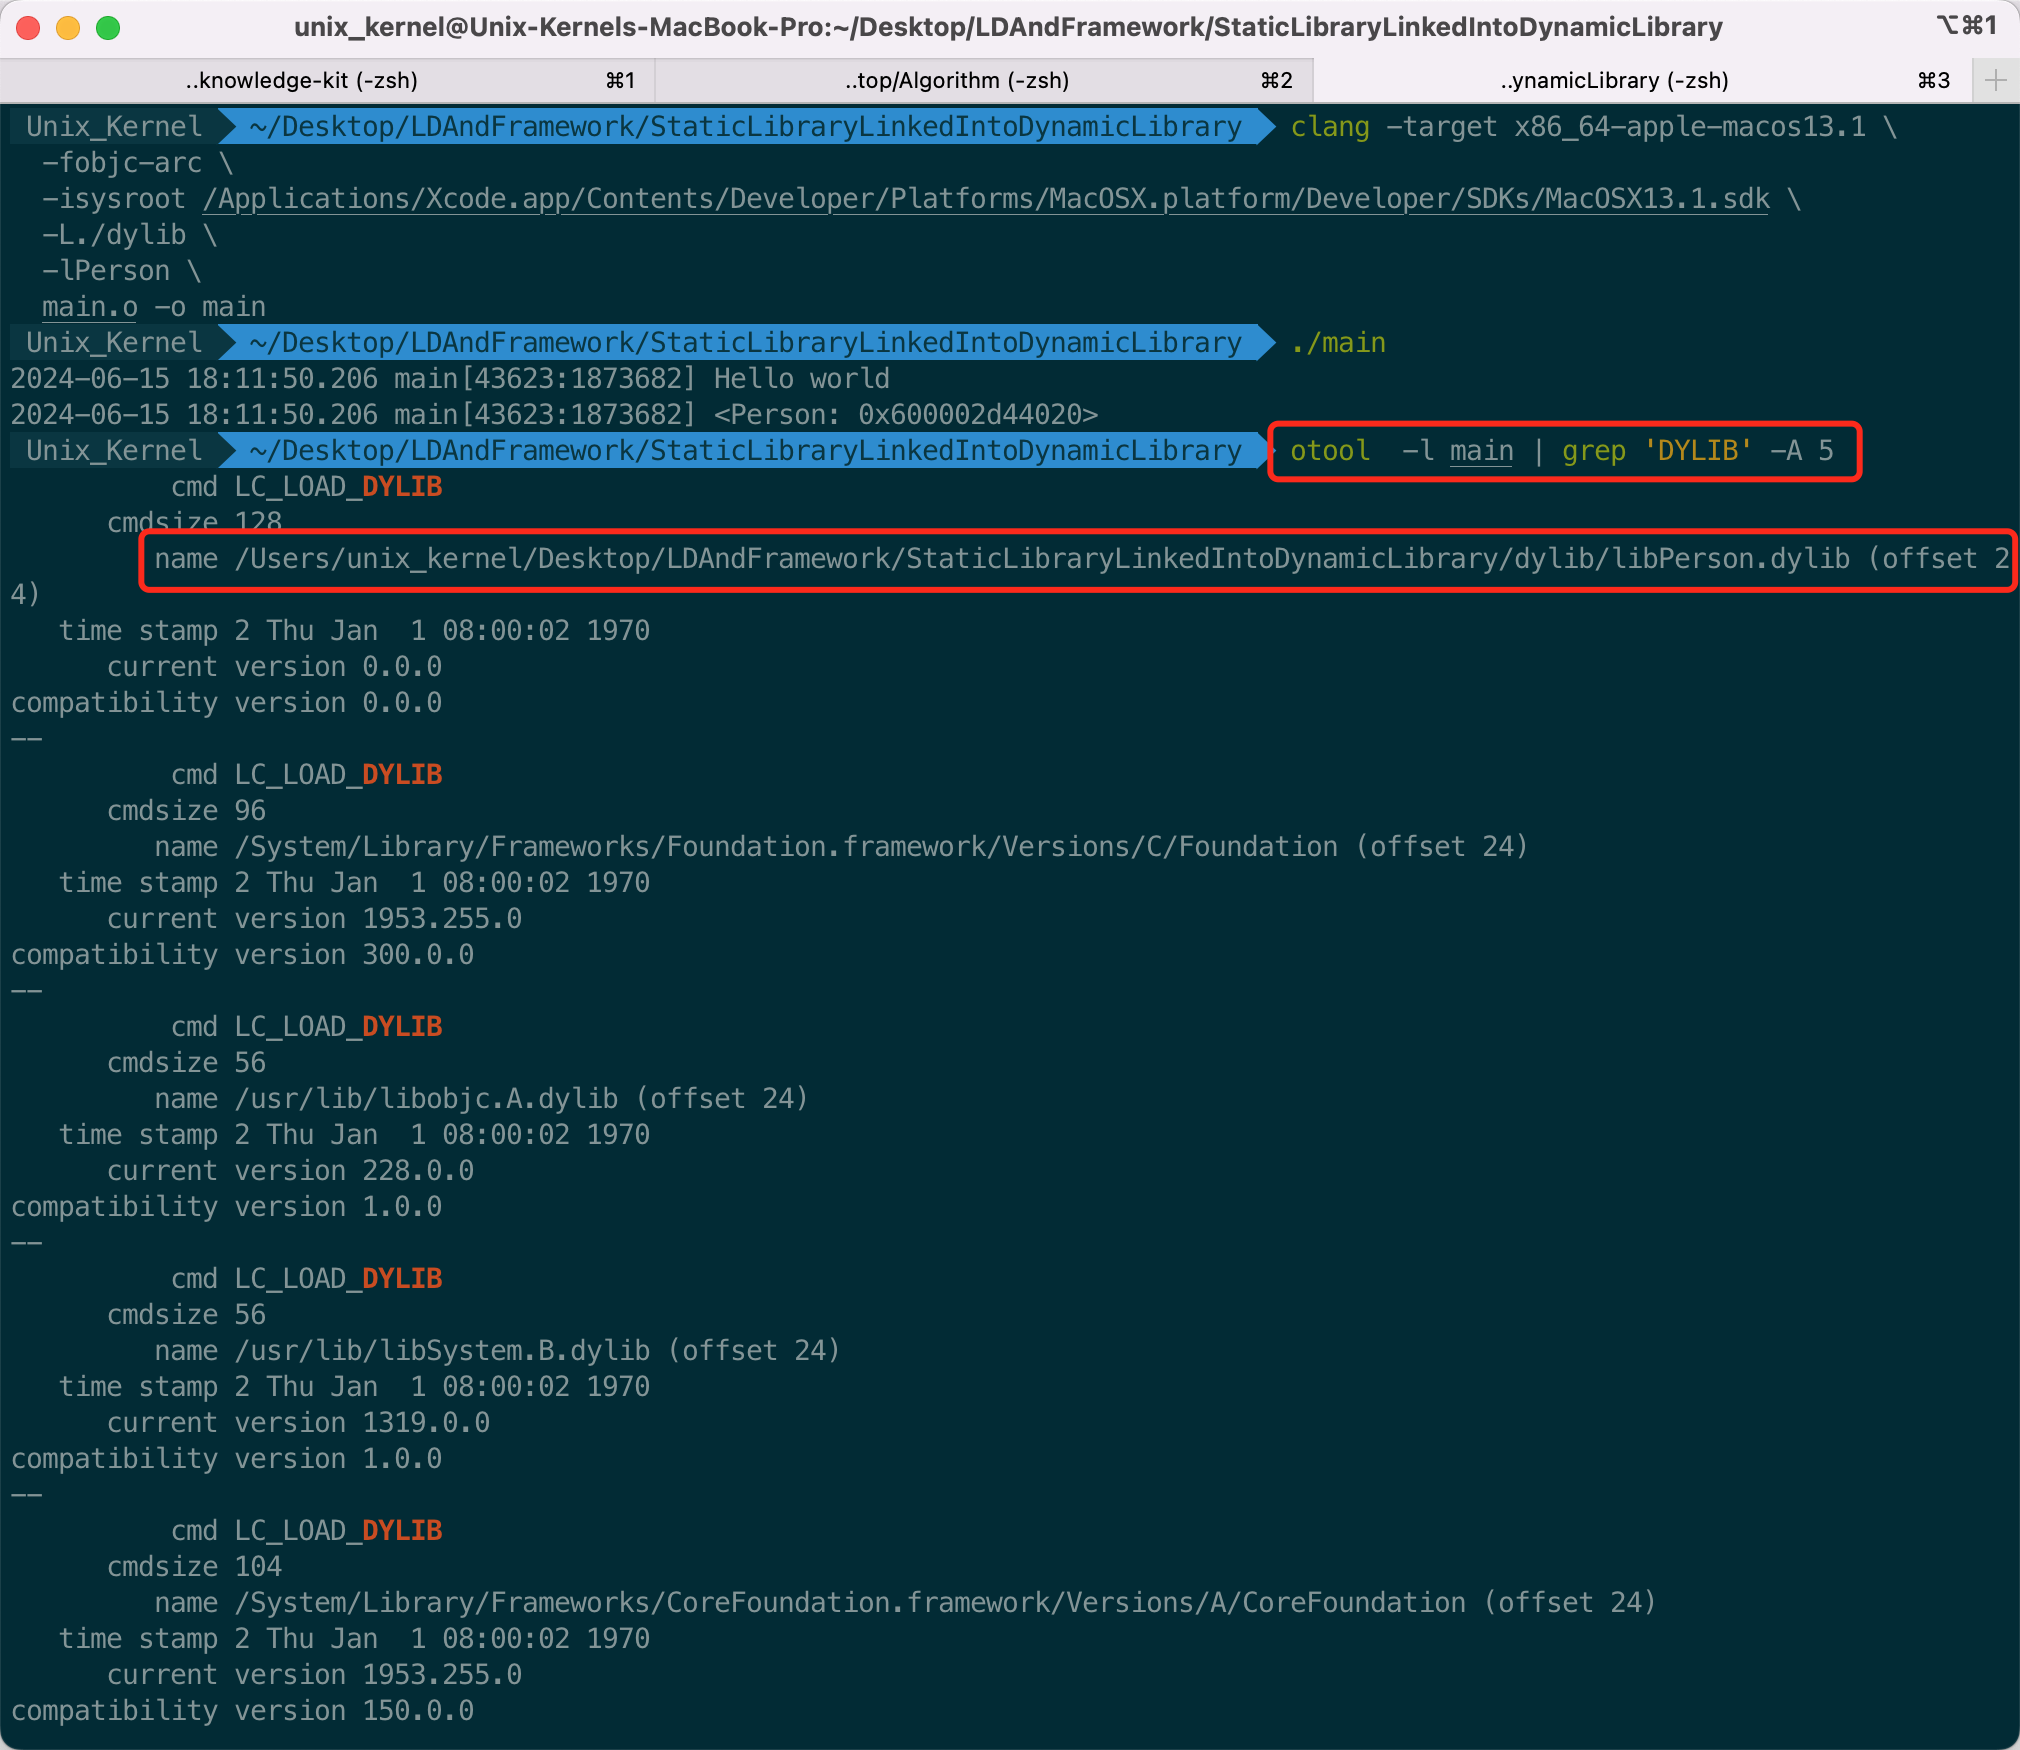 unix_kernel@Unix-Kernels-MacBook-Pro:~/Desktop/LDAndFramework/StaticLibraryLinkedIntoDynamicLibrary ⌥⌘1
..knowledge-kit (-zsh) ⌘1 ..top/Algorithm (-zsh) ⌘2 ..ynamicLibrary (-zsh) ⌘3 +
Unix_Kernel ~/Desktop/LDAndFramework/StaticLibraryLinkedIntoDynamicLibrary clang -target x86_64-apple-macos13.1 \
-fobjc-arc \
-isysroot /Applications/Xcode.app/Contents/Developer/Platforms/MacOSX.platform/Developer/SDKs/MacOSX13.1.sdk \
-L./dylib \
-lPerson \
main.o -o main
Unix_Kernel ~/Desktop/LDAndFramework/StaticLibraryLinkedIntoDynamicLibrary ./main
2024-06-15 18:11:50.206 main[43623:1873682] Hello world
2024-06-15 18:11:50.206 main[43623:1873682] <Person: 0x600002d44020>
Unix_Kernel ~/Desktop/LDAndFramework/StaticLibraryLinkedIntoDynamicLibrary otool  -l main | grep 'DYLIB' -A 5
cmd LC_LOAD_DYLIB
cmdsize 128
name /Users/unix_kernel/Desktop/LDAndFramework/StaticLibraryLinkedIntoDynamicLibrary/dylib/libPerson.dylib (offset 2
4)
time stamp 2 Thu Jan  1 08:00:02 1970
current version 0.0.0
compatibility version 0.0.0
--
cmd LC_LOAD_DYLIB
cmdsize 96
name /System/Library/Frameworks/Foundation.framework/Versions/C/Foundation (offset 24)
time stamp 2 Thu Jan  1 08:00:02 1970
current version 1953.255.0
compatibility version 300.0.0
--
cmd LC_LOAD_DYLIB
cmdsize 56
name /usr/lib/libobjc.A.dylib (offset 24)
time stamp 2 Thu Jan  1 08:00:02 1970
current version 228.0.0
compatibility version 1.0.0
--
cmd LC_LOAD_DYLIB
cmdsize 56
name /usr/lib/libSystem.B.dylib (offset 24)
time stamp 2 Thu Jan  1 08:00:02 1970
current version 1319.0.0
compatibility version 1.0.0
--
cmd LC_LOAD_DYLIB
cmdsize 104
name /System/Library/Frameworks/CoreFoundation.framework/Versions/A/CoreFoundation (offset 24)
time stamp 2 Thu Jan  1 08:00:02 1970
current version 1953.255.0
compatibility version 150.0.0